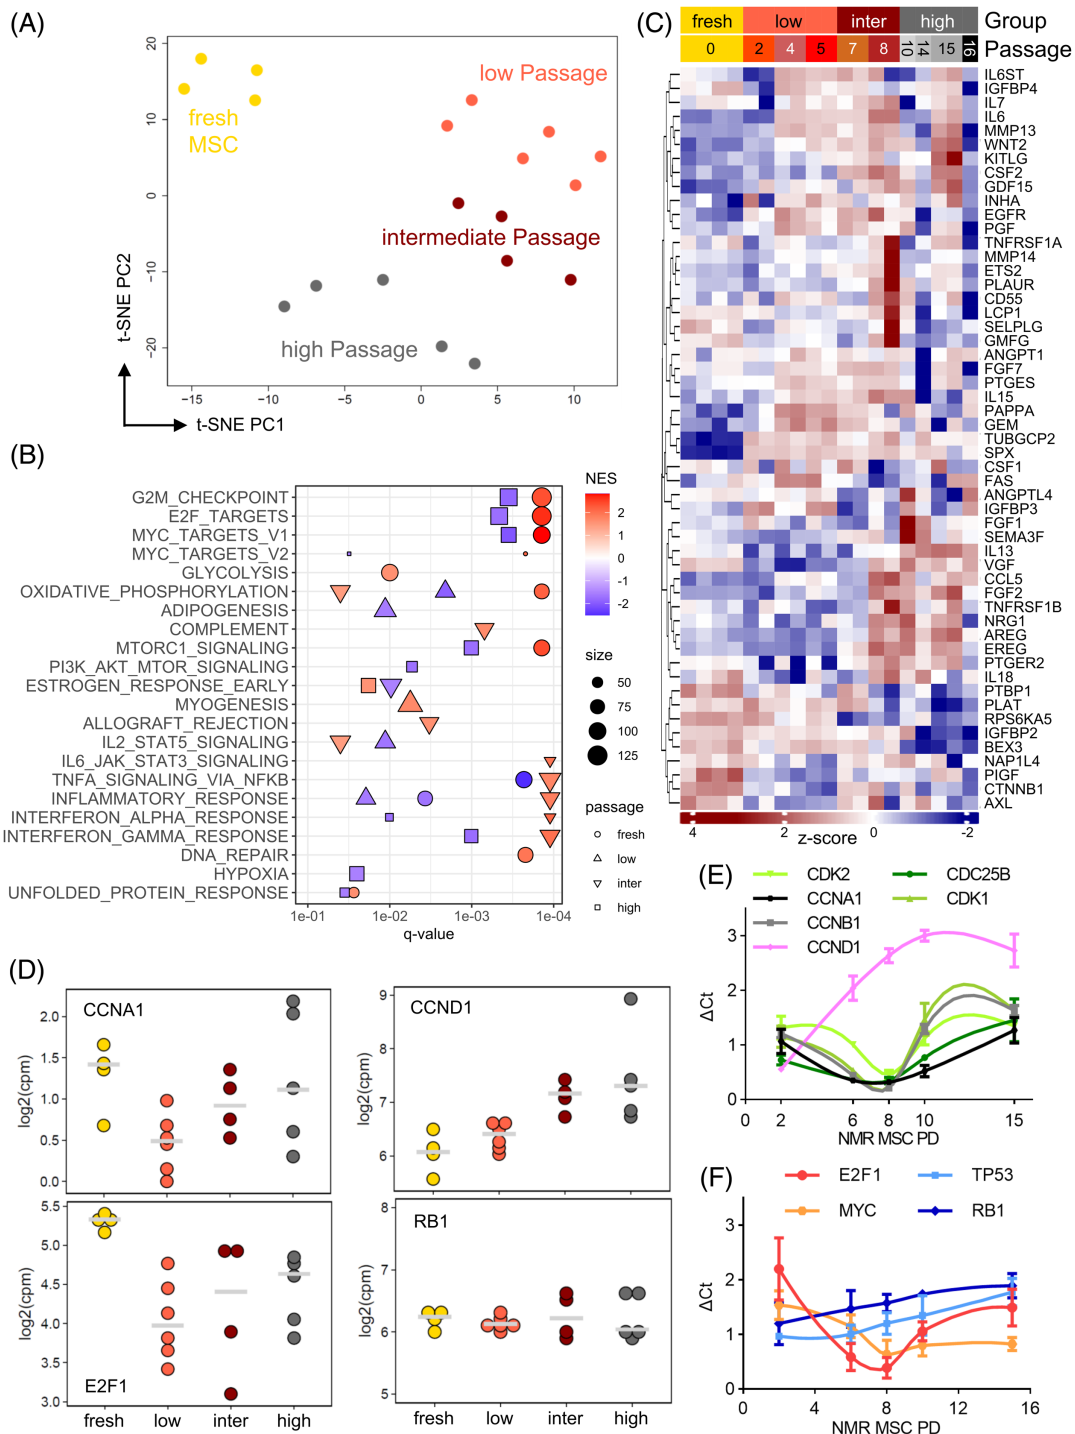 (A)
20
10
0
−10
−20
−15
−10
−5
0
5
10
t-SNE PC2
t-SNE PC1
fresh
MSC
low Passage
intermediate Passage
high Passage
(B)
G2M_CHECKPOINT
E2F_TARGETS
MYC_TARGETS_V1
MYC_TARGETS_V2
GLYCOLYSIS
OXIDATIVE_PHOSPHORYLATION
ADIPOGENESIS
COMPLEMENT
MTORC1_SIGNALING
PI3K_AKT_MTOR_SIGNALING
ESTROGEN_RESPONSE_EARLY
MYOGENESIS
ALLOGRAFT_REJECTION
IL2_STAT5_SIGNALING
IL6_JAK_STAT3_SIGNALING
TNFA_SIGNALING_VIA_NFKB
INFLAMMATORY_RESPONSE
INTERFERON_ALPHA_RESPONSE
INTERFERON_GAMMA_RESPONSE
DNA_REPAIR
HYPOXIA
UNFOLDED_PROTEIN_RESPONSE
1e-01 1e-02 1e-03 1e-04
q-value
NES
2
1
0
-1
-2
size
50
75
100
125
passage
fresh
low
inter
high
(C)
fresh low inter high Group
0 2 4 5 7 8 10 14 15 16 Passage
IL6ST
IGFBP4
IL7
IL6
MMP13
WNT2
KITLG
CSF2
GDF15
INHA
EGFR
PGF
TNFRSF1A
MMP14
ETS2
PLAUR
CD55
LCP1
SELPLG
GMFG
ANGPT1
FGF7
PTGES
IL15
PAPPA
GEM
TUBGCP2
SPX
CSF1
FAS
ANGPTL4
IGFBP3
FGF1
SEMA3F
IL13
VGF
CCL5
FGF2
TNFRSF1B
NRG1
AREG
EREG
PTGER2
IL18
PTBP1
PLAT
RPS6KA5
IGFBP2
BEX3
NAP1L4
PIGF
CTNNB1
AXL
4 2 z-score 0 -2
(D)
CCNA1
2.0
1.5
1.0
0.5
0.0
log2(cpm)
CCND1
9
8
7
6
log2(cpm)
E2F1
5.5
5.0
4.5
4.0
3.5
3.0
log2(cpm)
fresh low inter high
RB1
8
7
6
5
log2(cpm)
fresh low inter high
(E)
CDK2
CCNA1
CCNB1
CCND1
CDC25B
CDK1
3
2
1
0
ΔCt
2 6 8 10 15
NMR MSC PD
(F)
E2F1
MYC
TP53
RB1
3
2
1
0
ΔCt
0 4 8 12 16
NMR MSC PD